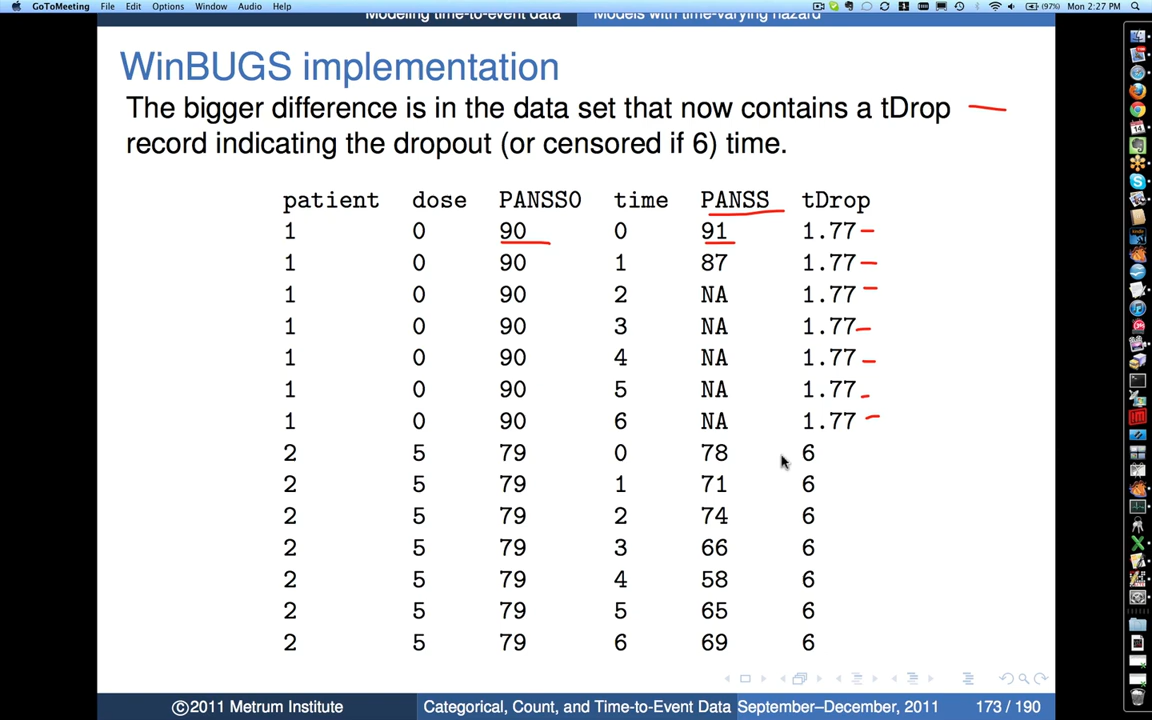 GoToMeeting File Edit Options Window Audio Help (97%) Mon 2:27 PM
Modeling time-to-event data Models with time-varying hazard
WinBUGS implementation
The bigger difference is in the data set that now contains a tDrop
record indicating the dropout (or censored if 6) time.
patient dose PANSS0 time PANSS tDrop
1 0 90 0 91 1.77
1 0 90 1 87 1.77
1 0 90 2 NA 1.77
1 0 90 3 NA 1.77
1 0 90 4 NA 1.77
1 0 90 5 NA 1.77
1 0 90 6 NA 1.77
2 5 79 0 78 6
2 5 79 1 71 6
2 5 79 2 74 6
2 5 79 3 66 6
2 5 79 4 58 6
2 5 79 5 65 6
2 5 79 6 69 6
©2011 Metrum Institute Categorical, Count, and Time-to-Event Data September–December, 2011 173 / 190